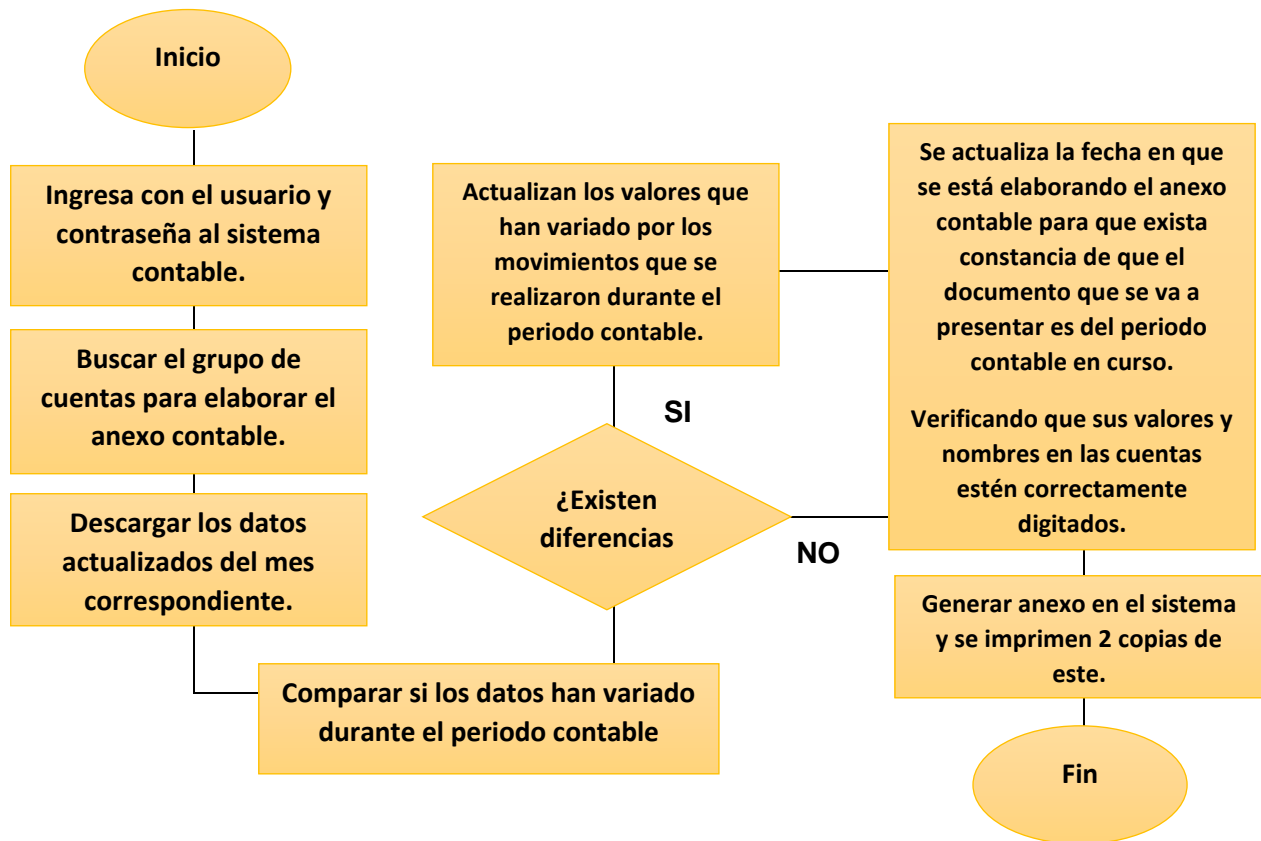 Inicio
Ingresa con el usuario y
contraseña al sistema
contable.
Buscar el grupo de
cuentas para elaborar el
anexo contable.
Descargar los datos
actualizados del mes
correspondiente.
Comparar si los datos han variado
durante el periodo contable
¿Existen
diferencias
SI
NO
Actualizan los valores que
han variado por los
movimientos que se
realizaron durante el
periodo contable.
Se actualiza la fecha en que
se está elaborando el anexo
contable para que exista
constancia de que el
documento que se va a
presentar es del periodo
contable en curso.
Verificando que sus valores y
nombres en las cuentas
estén correctamente
digitados.
Generar anexo en el sistema
y se imprimen 2 copias de
este.
Fin